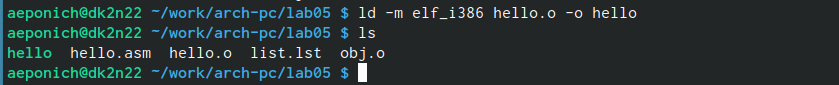 aeponich@dk2n22 ~/work/arch-pc/lab05 $ ld -m elf_i386 hello.o -o hello
aeponich@dk2n22 ~/work/arch-pc/lab05 $ ls
hello  hello.asm  hello.o  list.lst  obj.o
aeponich@dk2n22 ~/work/arch-pc/lab05 $